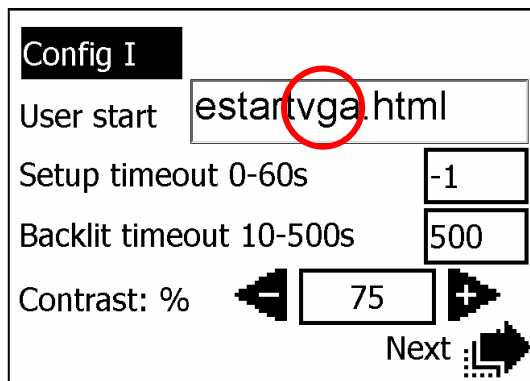 Config I
User start estartvga.html
Setup timeout 0-60s -1
Backlit timeout 10-500s 500
Contrast: % - 75 +
Next